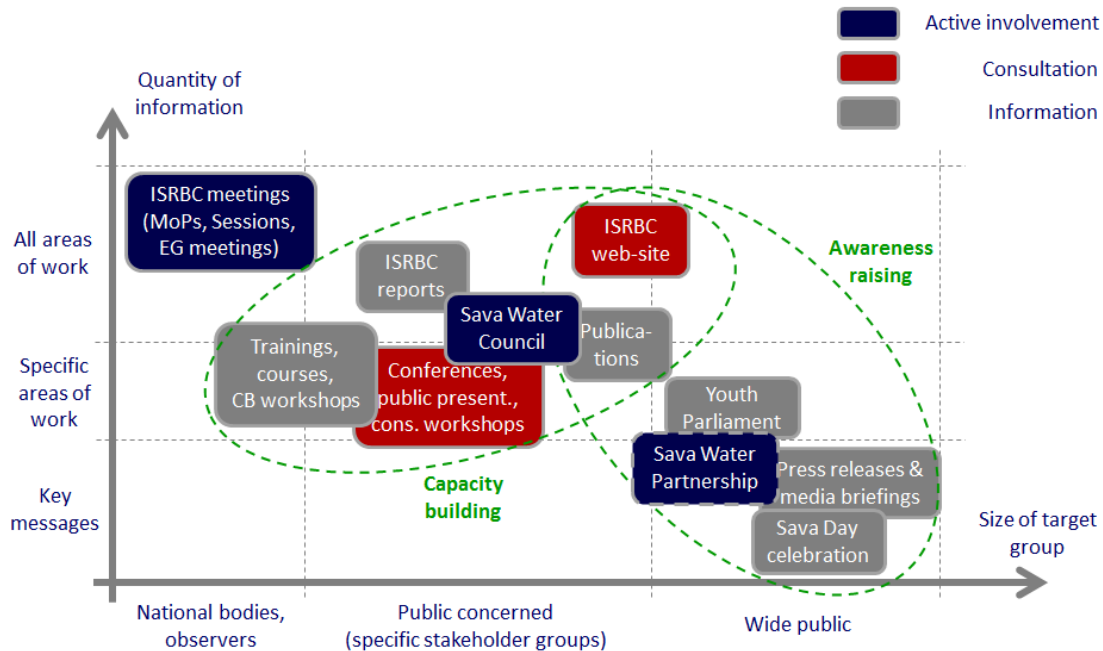 Active involvement
Consultation
Information
Quantity of
information
All areas
of work
Specific
areas of
work
Key
messages
ISRBC meetings
(MoPs, Sessions,
EG meetings)
ISRBC
reports
ISRBC
web-site
Awareness
raising
Sava Water
Council
Publica-
tions
Trainings,
courses,
CB workshops
Conferences,
public present.,
cons. workshops
Youth
Parliament
Sava Water
Partnership
Press releases &
media briefings
Sava Day
celebration
Capacity
building
Size of target
group
National bodies,
observers
Public concerned
(specific stakeholder groups)
Wide public